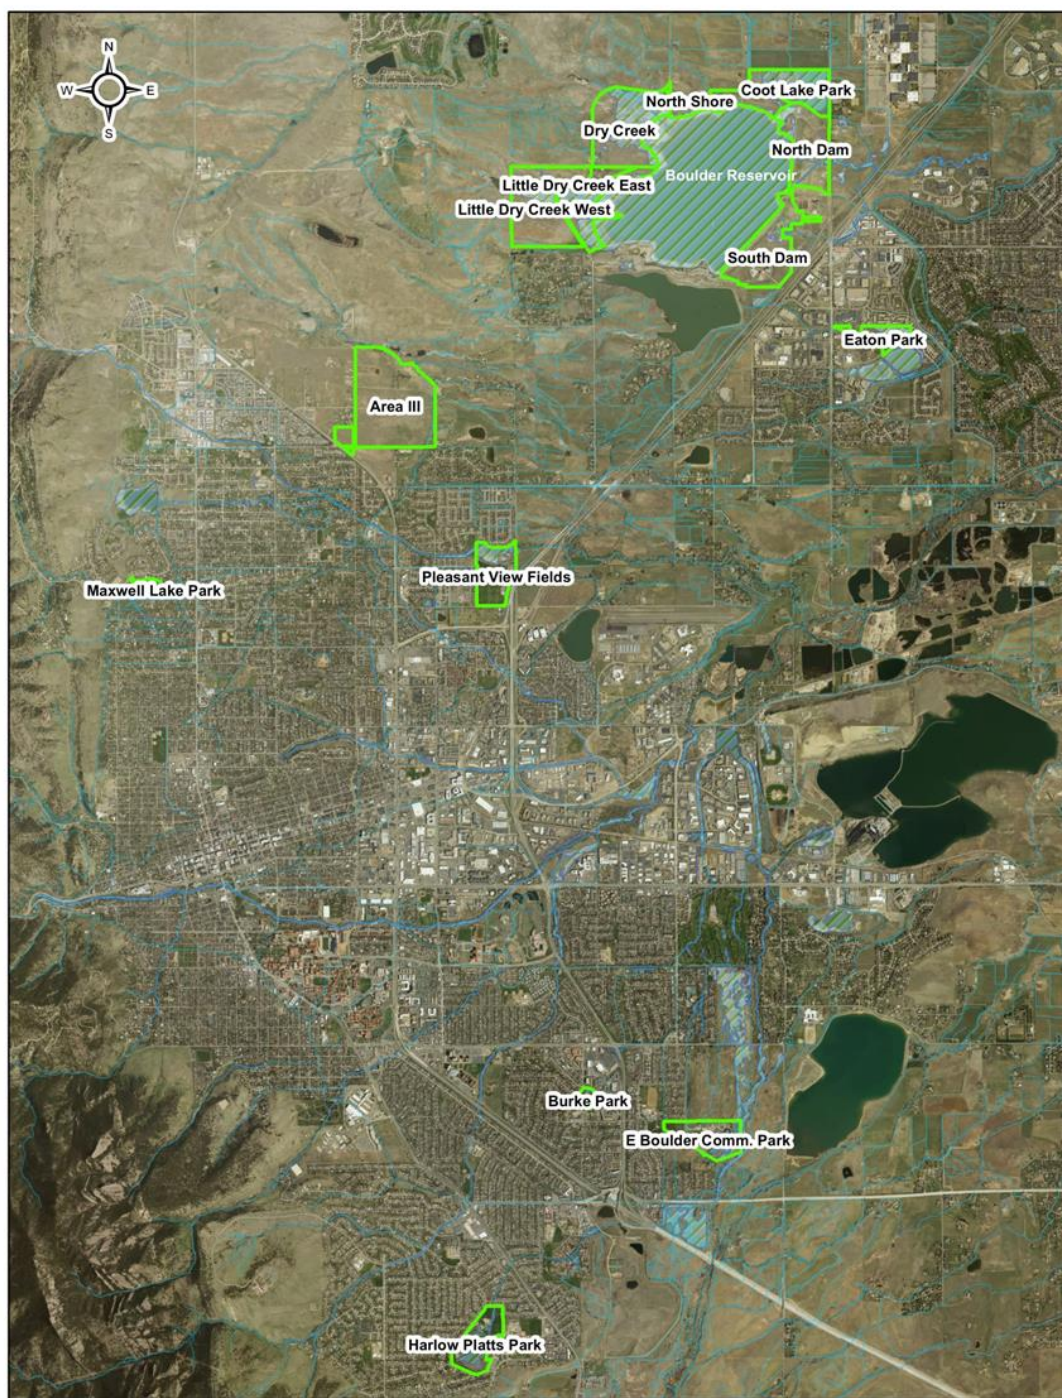 N
W E
S
Coot Lake Park
North Shore
Dry Creek
North Dam
Boulder Reservoir
Little Dry Creek East
Little Dry Creek West
South Dam
Eaton Park
Area III
Pleasant View Fields
Maxwell Lake Park
Burke Park
E Boulder Comm. Park
Harlow Platts Park